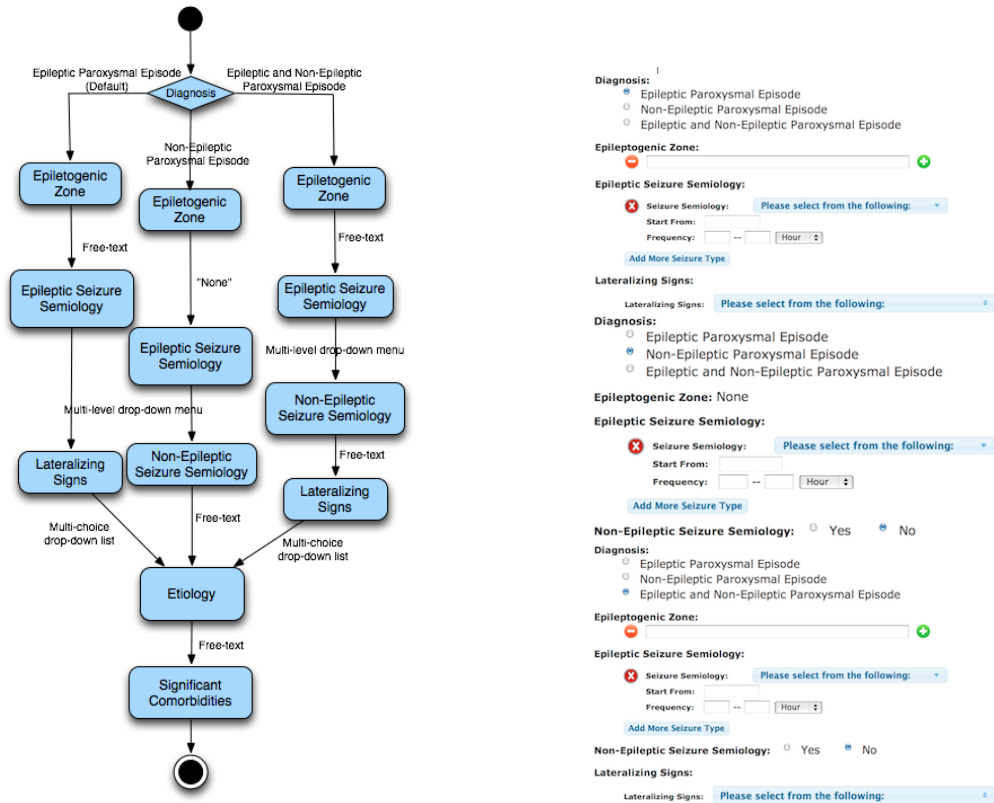 Epileptic Paroxysmal Episode
(Default)
Diagnosis
Epileptic and Non-Epileptic
Paroxysmal Episode
Non-Epileptic
Paroxysmal Episode
Epiletogenic
Zone
Epiletogenic
Zone
Epiletogenic
Zone
Free-text
"None"
Free-text
Epileptic Seizure
Semiology
Epileptic Seizure
Semiology
Epileptic Seizure
Semiology
Multi-level drop-down menu
Multi-level drop-down menu
Non-Epileptic
Seizure Semiology
Free-text
Lateralizing
Signs
Non-Epileptic
Seizure Semiology
Lateralizing
Signs
Multi-choice
drop-down list
Free-text
Multi-choice
drop-down list
Etiology
Free-text
Significant
Comorbidities
Diagnosis:
Epileptic Paroxysmal Episode
Non-Epileptic Paroxysmal Episode
Epileptic and Non-Epileptic Paroxysmal Episode
Epileptogenic Zone:
Epileptic Seizure Semiology:
Seizure Semiology: Please select from the following:
Start From:
Frequency: -- Hour
Add More Seizure Type
Lateralizing Signs:
Lateralizing Signs: Please select from the following:
Diagnosis:
Epileptic Paroxysmal Episode
Non-Epileptic Paroxysmal Episode
Epileptic and Non-Epileptic Paroxysmal Episode
Epileptogenic Zone: None
Epileptic Seizure Semiology:
Seizure Semiology: Please select from the following:
Start From:
Frequency: -- Hour
Add More Seizure Type
Non-Epileptic Seizure Semiology: Yes No
Diagnosis:
Epileptic Paroxysmal Episode
Non-Epileptic Paroxysmal Episode
Epileptic and Non-Epileptic Paroxysmal Episode
Epileptogenic Zone:
Epileptic Seizure Semiology:
Seizure Semiology: Please select from the following:
Start From:
Frequency: -- Hour
Add More Seizure Type
Non-Epileptic Seizure Semiology: Yes No
Lateralizing Signs:
Lateralizing Signs: Please select from the following: